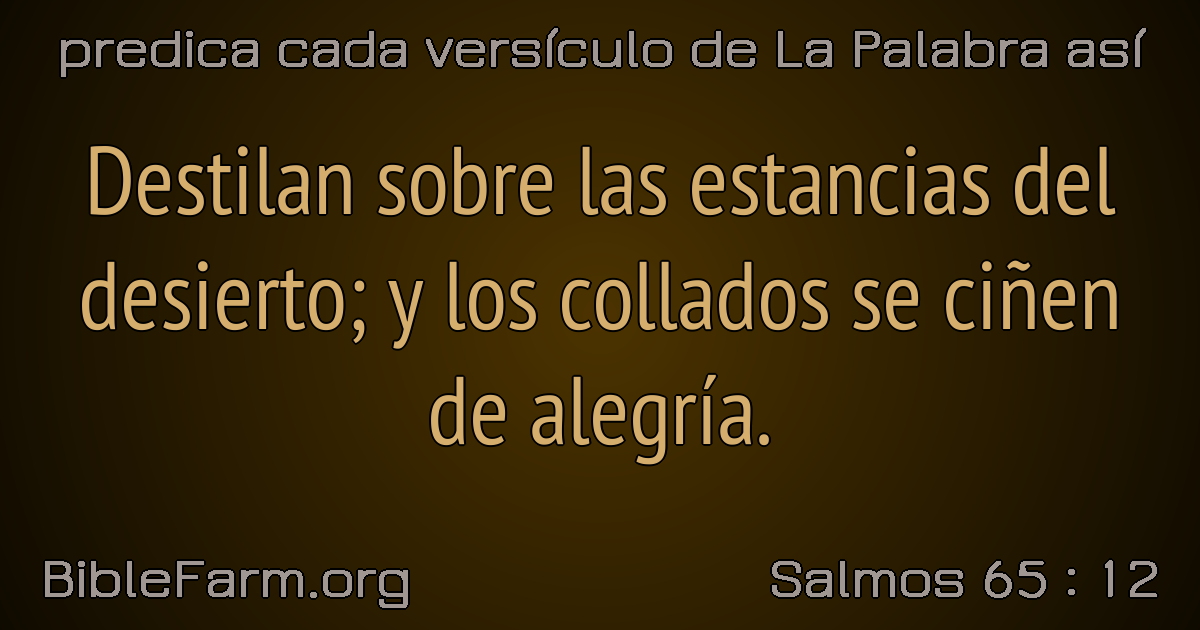 predica cada versículo de La Palabra así
Destilan sobre las estancias del
desierto; y los collados se ciñen
de alegría.
BibleFarm.org
Salmos 65 : 12